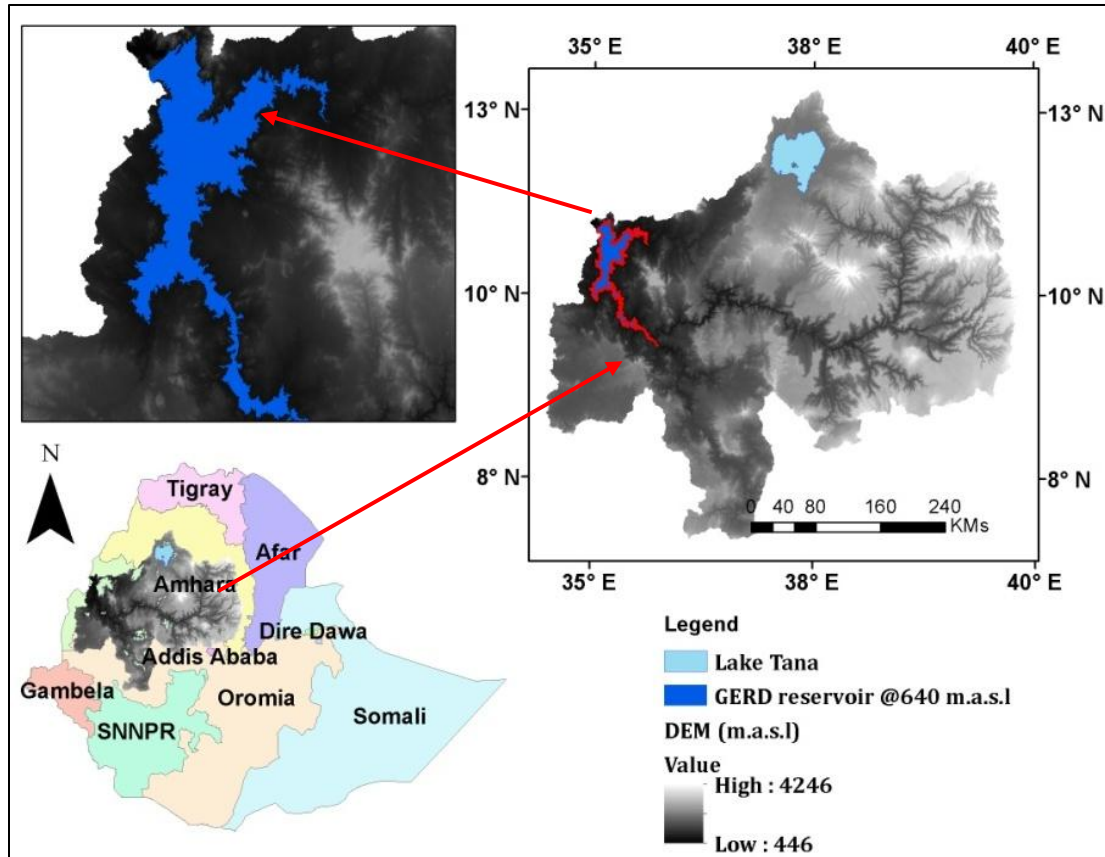 35° E
38° E
40° E
13° N
13° N
10° N
10° N
8° N
8° N
0 40 80 160 240
KMs
35° E
38° E
40° E
N
Tigray
Afar
Amhara
Dire Dawa
Addis Ababa
Gambela
Oromia
SNNPR
Somali
Legend
Lake Tana
GERD reservoir @640 m.a.s.l
DEM (m.a.s.l)
Value
High : 4246
Low : 446